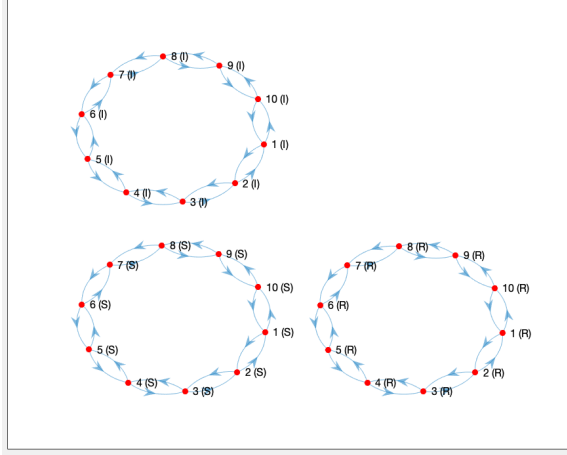 8 (I)
9 (I)
7 (I)
10 (I)
6 (I)
1 (I)
5 (I)
2 (I)
4 (I)
3 (I)
8 (S)
9 (S)
7 (S)
10 (S)
6 (S)
1 (S)
5 (S)
2 (S)
4 (S)
3 (S)
8 (R)
9 (R)
7 (R)
10 (R)
6 (R)
1 (R)
5 (R)
2 (R)
4 (R)
3 (R)